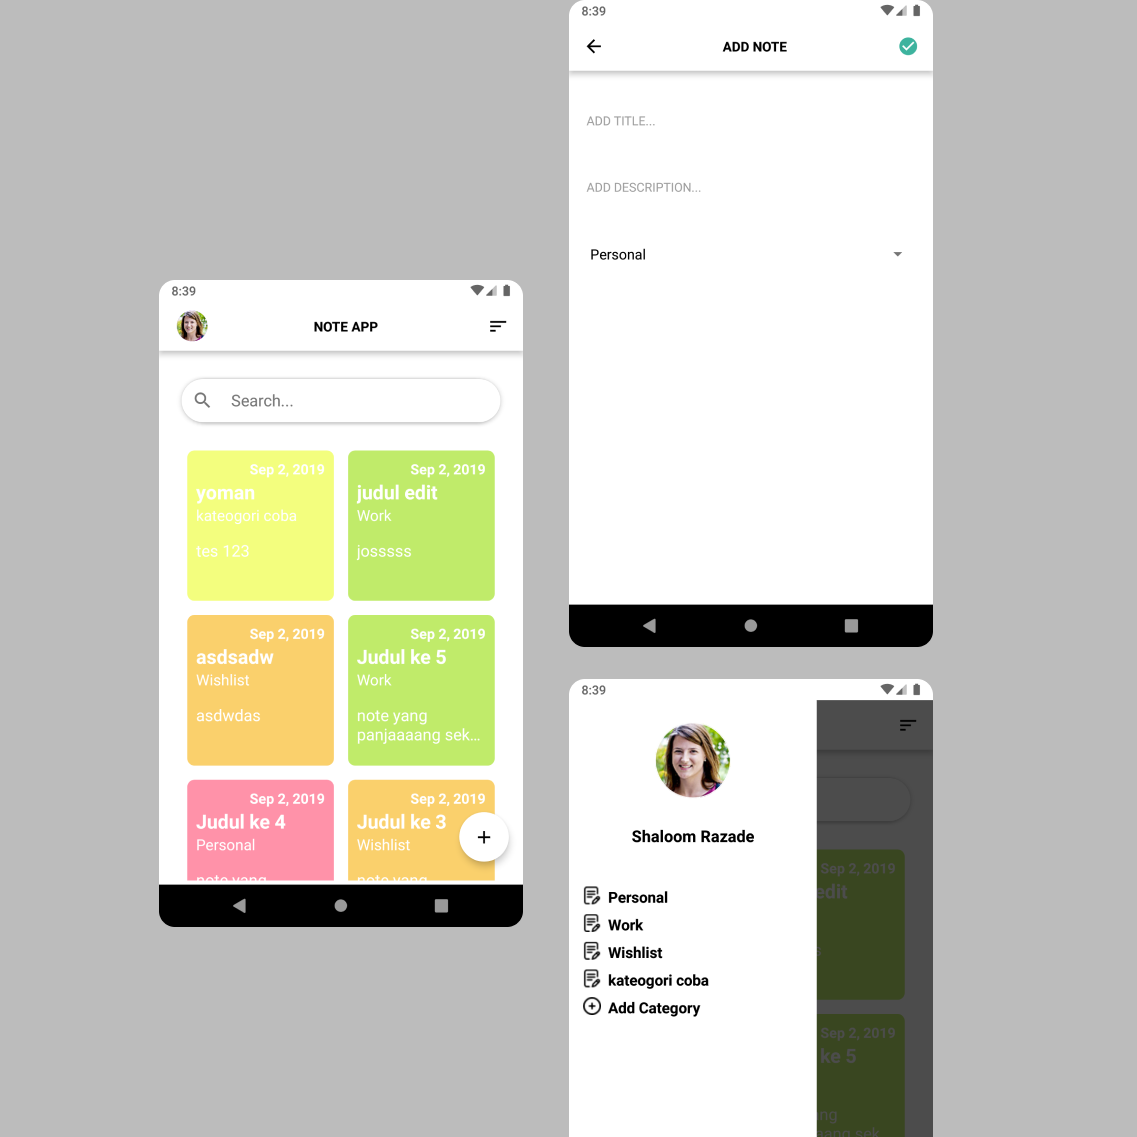 8:39
NOTE APP
Search...
Sep 2, 2019
yoman
kateogori coba
tes 123
Sep 2, 2019
judul edit
Work
josssss
Sep 2, 2019
asdsadw
Wishlist
asdwdas
Sep 2, 2019
Judul ke 5
Work
note yang
panjaaaang sek...
Sep 2, 2019
Judul ke 4
Personal
note yang
Sep 2, 2019
Judul ke 3
Wishlist
note yang
8:39
ADD NOTE
ADD TITLE...
ADD DESCRIPTION...
Personal
8:39
Shaloom Razade
Personal
Work
Wishlist
kateogori coba
Add Category
Sep 2, 2019
edit
Sep 2, 2019
ke 5